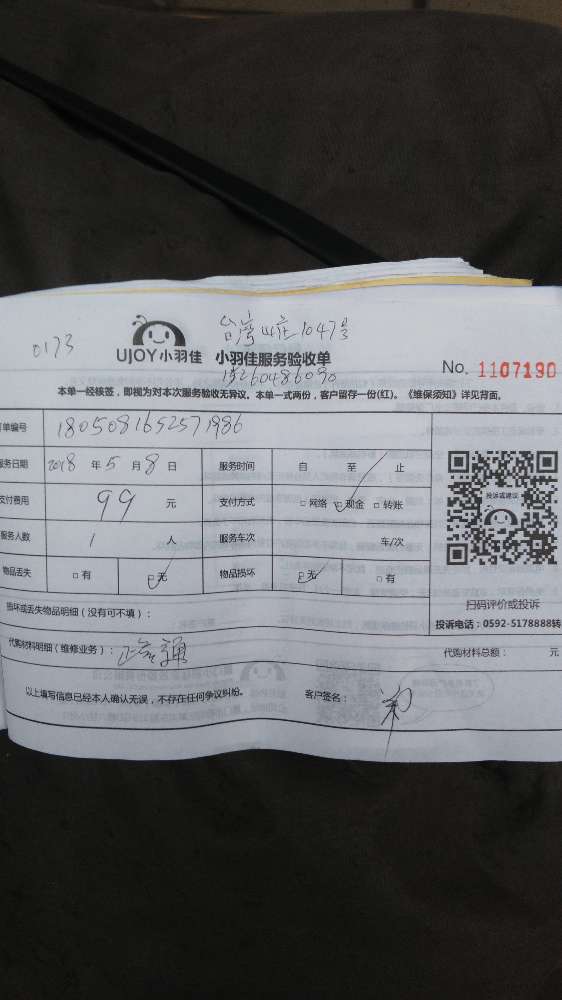 台湾山庄1047号
0173
UJOY小羽佳 小羽佳服务验收单
15260486090
No. 1107190
本单一经核签，即视为对本次服务验收无异议。本单一式两份，客户留存一份(红)。《维保须知》详见背面。
单编号 1805081652571986
服务日期 2018 年 5 月 8 日 服务时间 自 至 止
支付费用 99 元 支付方式 □网络 ☑现金 □转账
服务人数 1 人 服务车次 车/次
物品丢失 □有 ☑无 物品损坏 ☑无 □有
投诉或建议
扫码评价或投诉
投诉电话：0592-5178888转
损坏或丢失物品明细（没有可不填）：
代购材料明细（维修业务）： 通 代购材料总额： 元
以上填写信息已经本人确认无误，不存在任何争议纠纷。 客户签名：